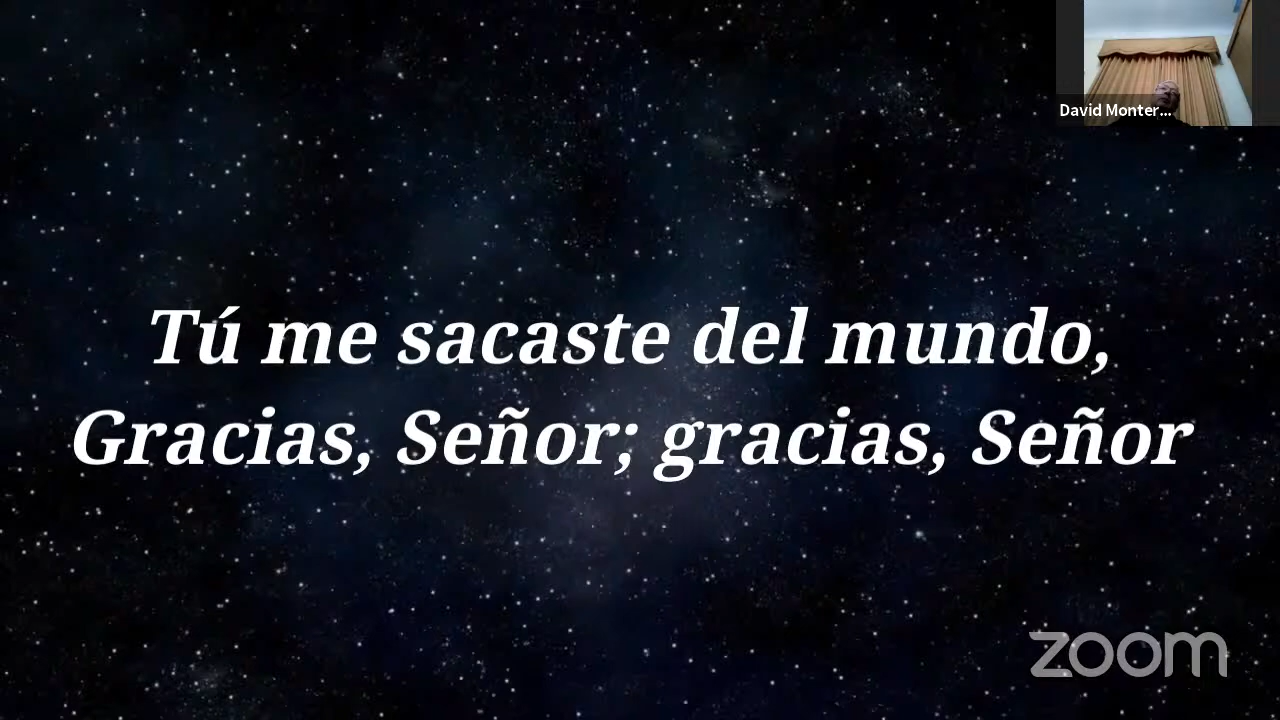 David Monter...
Tú me sacaste del mundo,
Gracias, Señor; gracias, Señor
zoom